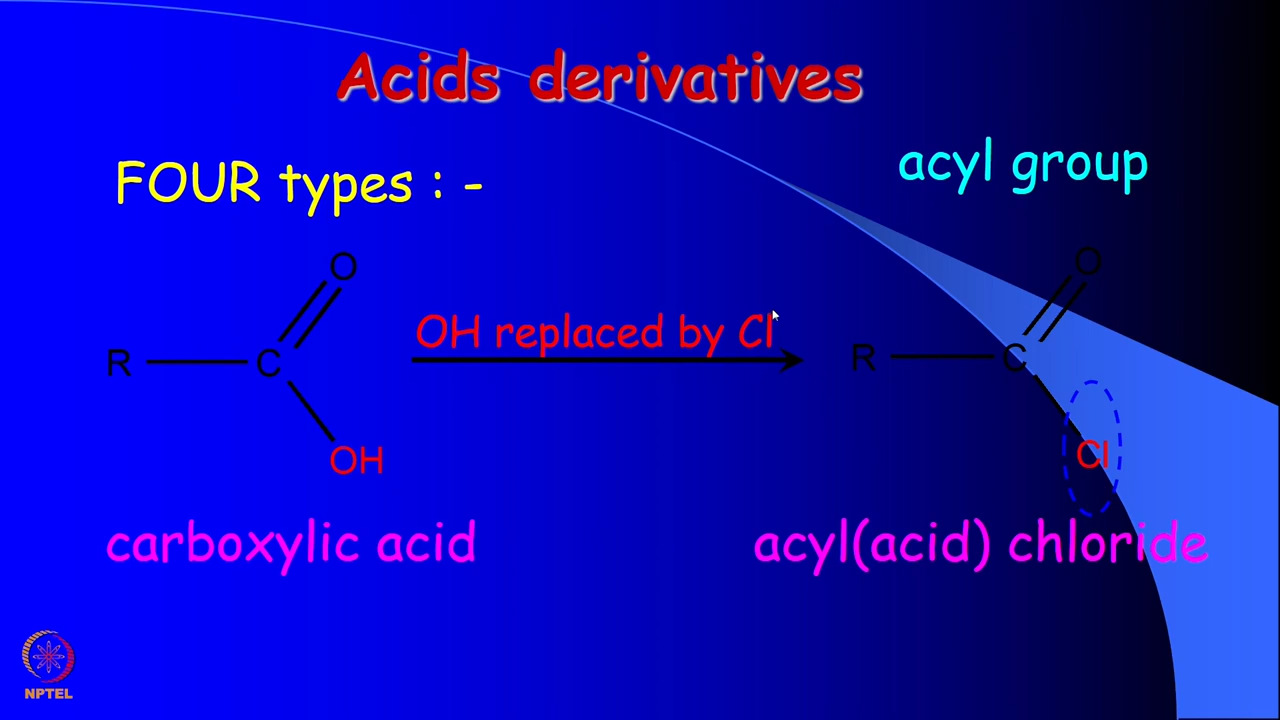 Acids derivatives
FOUR types : -
acyl group
O
R C
OH
OH replaced by Cl
O
R C
Cl
carboxylic acid
acyl(acid) chloride
NPTEL